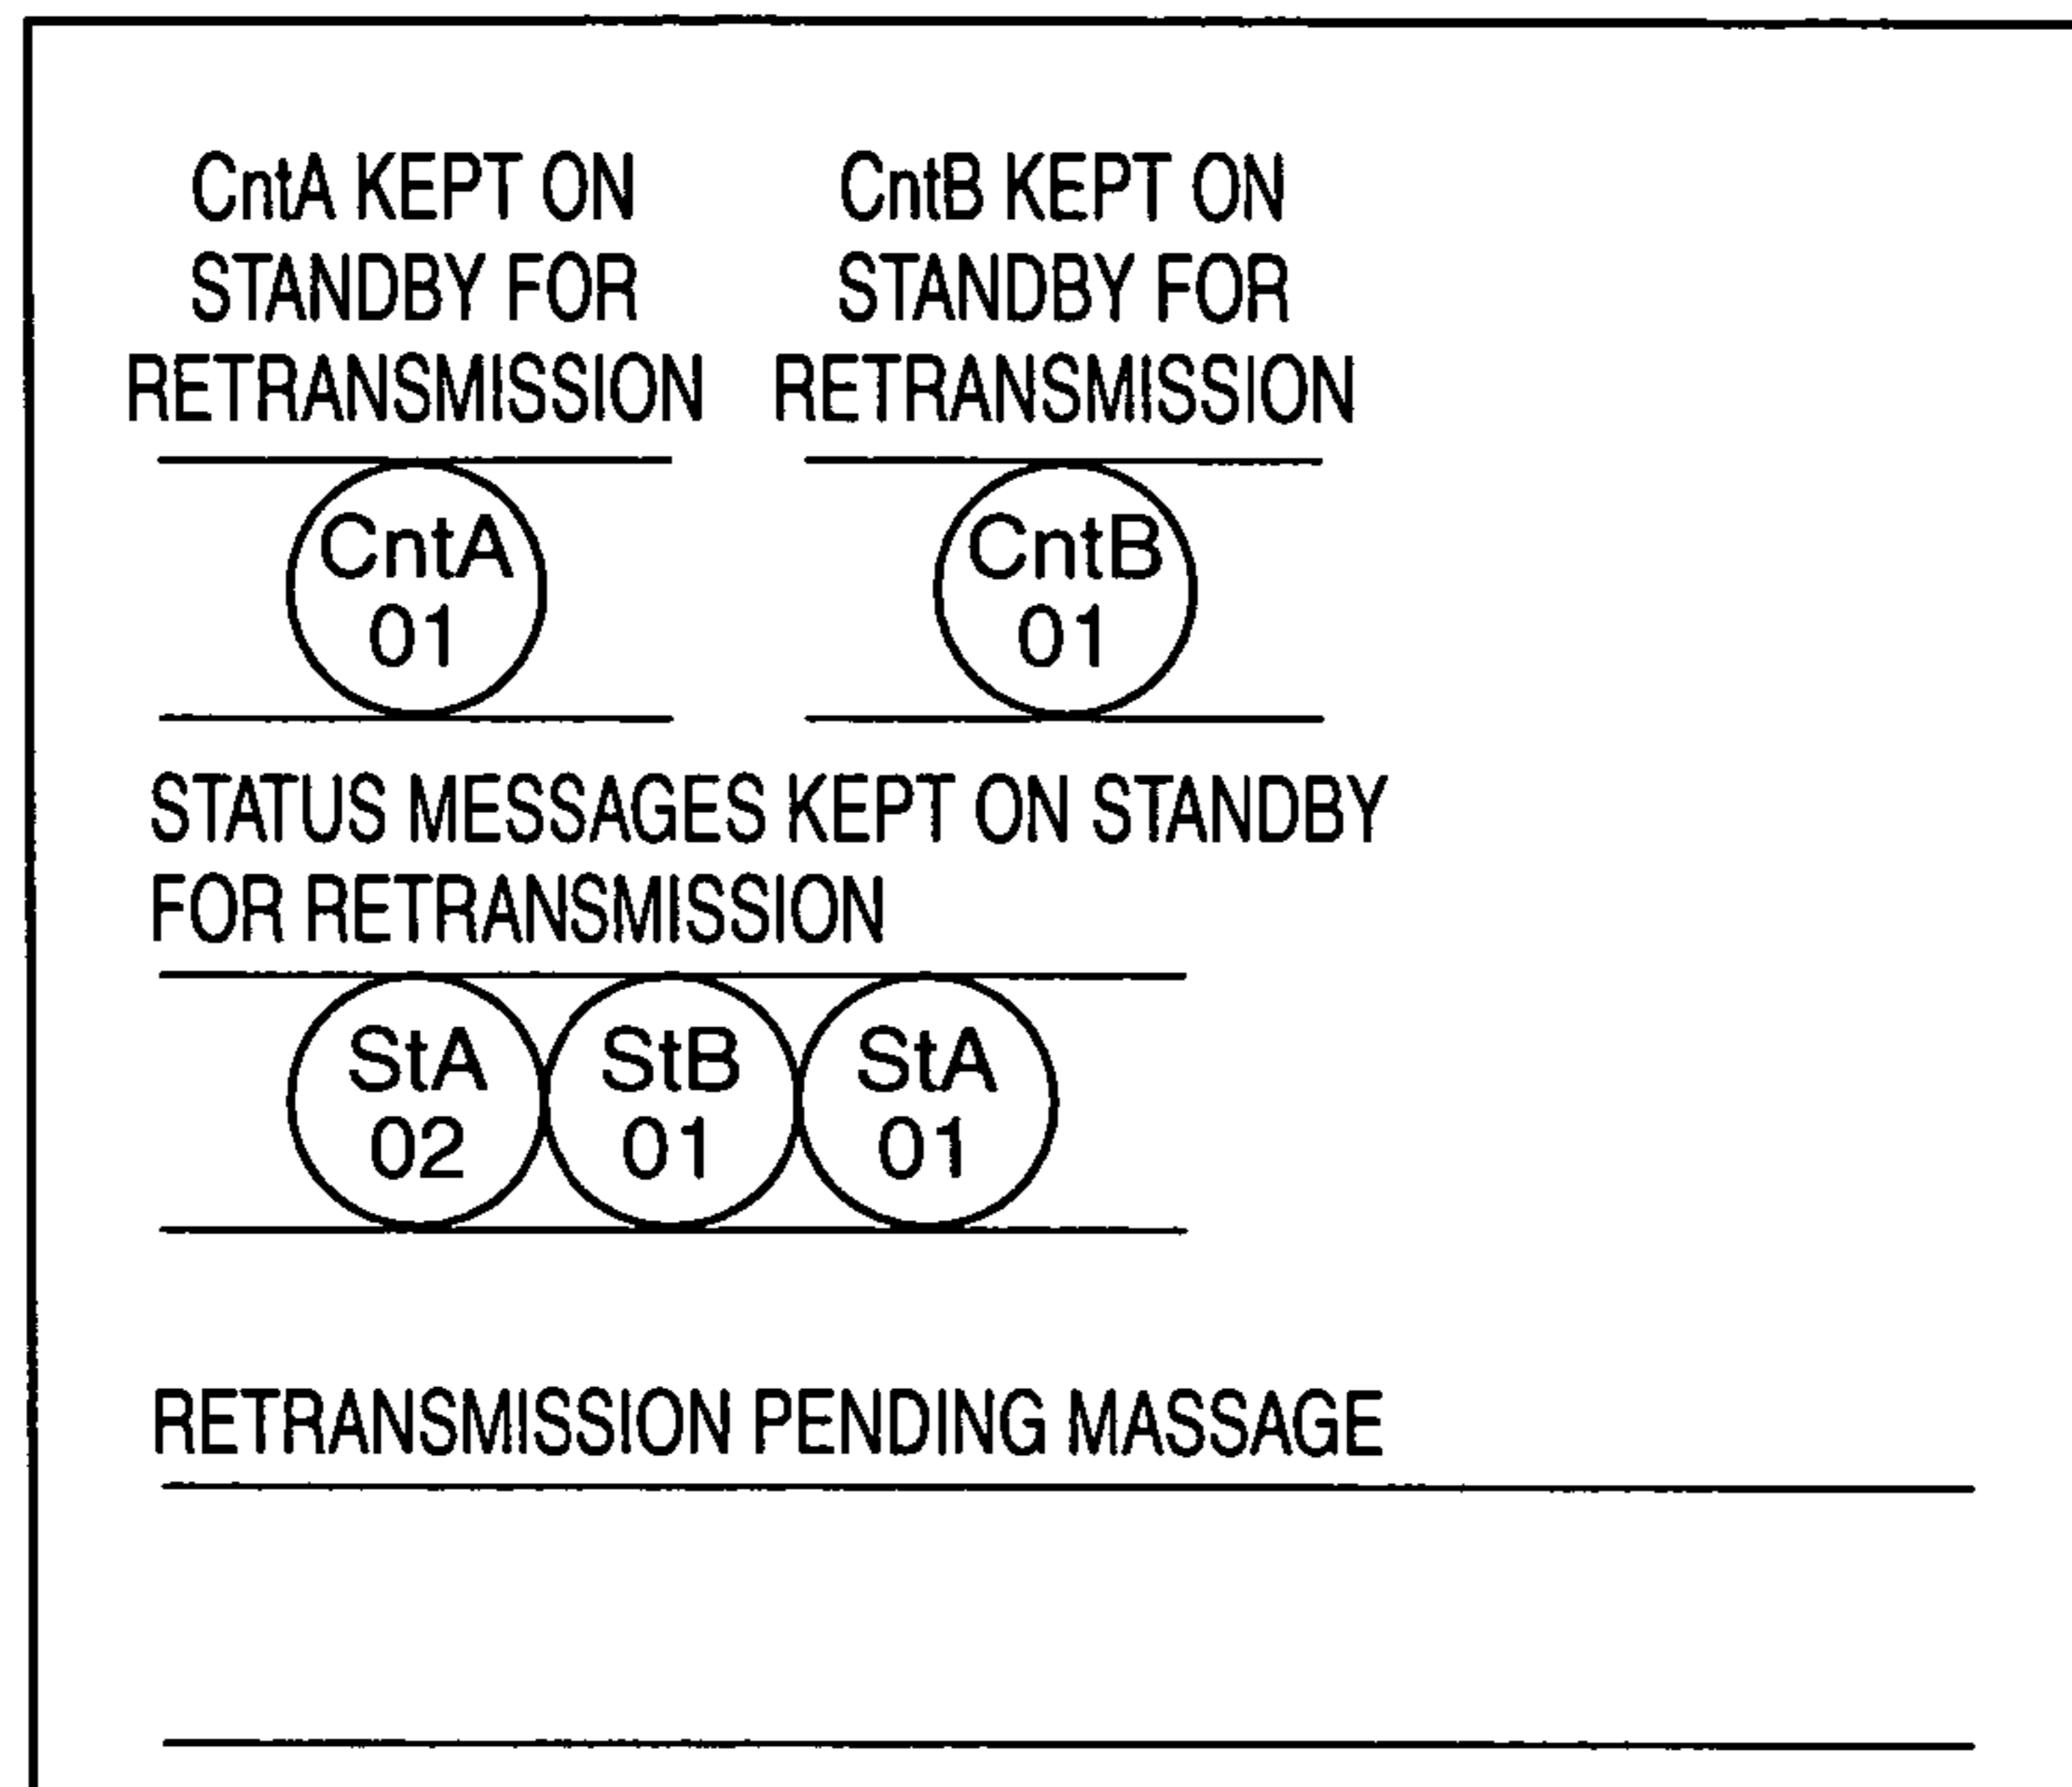 CntA KEPT ON
STANDBY FOR
RETRANSMISSION
CntB KEPT ON
STANDBY FOR
RETRANSMISSION
CntA
01
CntB
01
STATUS MESSAGES KEPT ON STANDBY
FOR RETRANSMISSION
StA
02
StB
01
StA
01
RETRANSMISSION PENDING MASSAGE